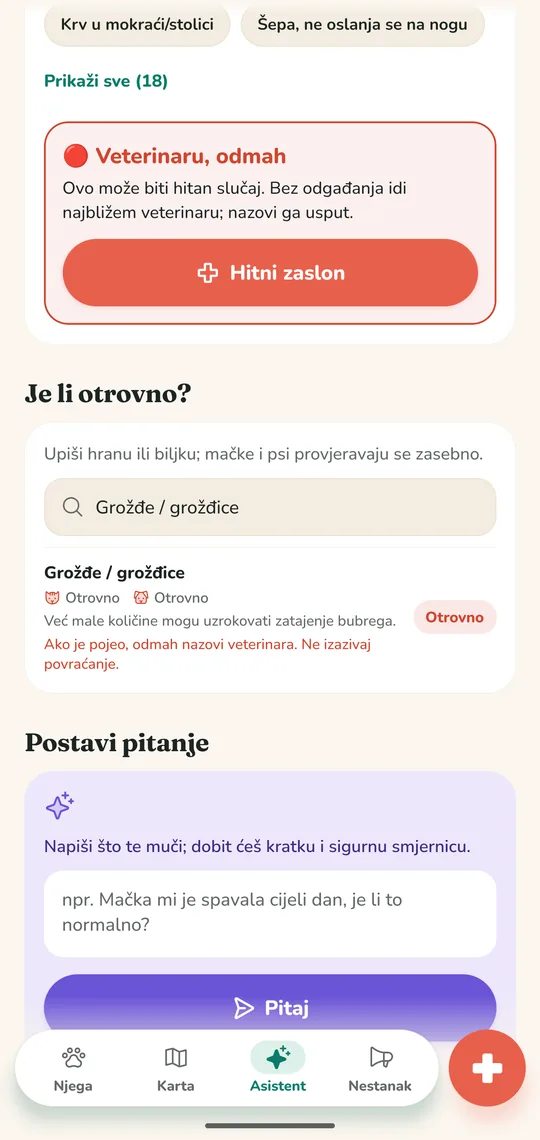 Krv u mokraći/stolici
Šepa, ne oslanja se na nogu
Prikaži sve (18)
Veterinaru, odmah
Ovo može biti hitan slučaj. Bez odgađanja idi
najbližem veterinaru; nazovi ga usput.
Hitni zaslon
Je li otrovno?
Upiši hranu ili biljku; mačke i psi provjeravaju se zasebno.
Grožđe / grožđice
Grožđe / grožđice
Otrovno Otrovno
Već male količine mogu uzrokovati zatajenje bubrega.
Otrovno
Ako je pojeo, odmah nazovi veterinara. Ne izazivaj
povraćanje.
Postavi pitanje
Napiši što te muči; dobit ćeš kratku i sigurnu smjernicu.
npr. Mačka mi je spavala cijeli dan, je li to
normalno?
Pitaj
Njega
Karta
Asistent
Nestanak